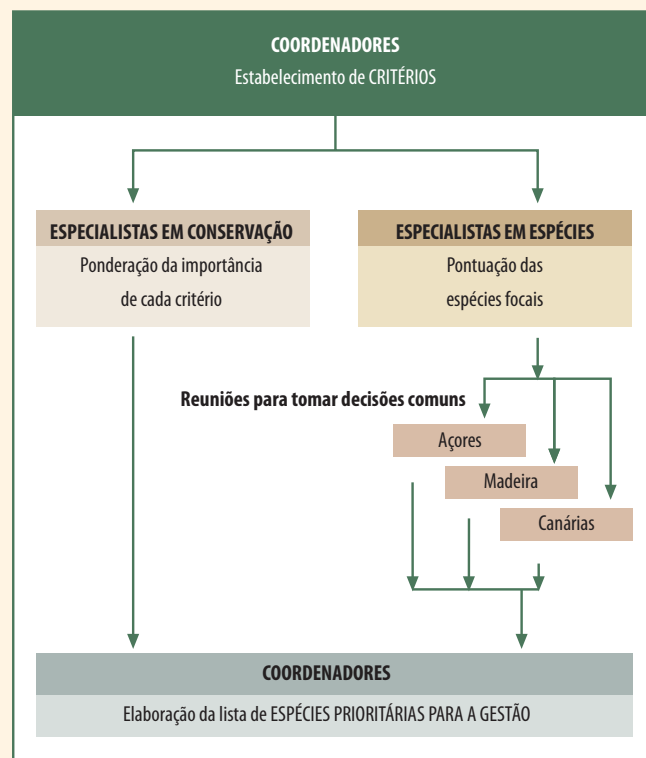 COORDENADORES
Estabelecimento de CRITÉRIOS
ESPECIALISTAS EM CONSERVAÇÃO
Ponderação da importância
de cada critério
ESPECIALISTAS EM ESPÉCIES
Pontuação das
espécies focais
Reuniões para tomar decisões comuns
Açores
Madeira
Canárias
COORDENADORES
Elaboração da lista de ESPÉCIES PRIORITÁRIAS PARA A GESTÃO